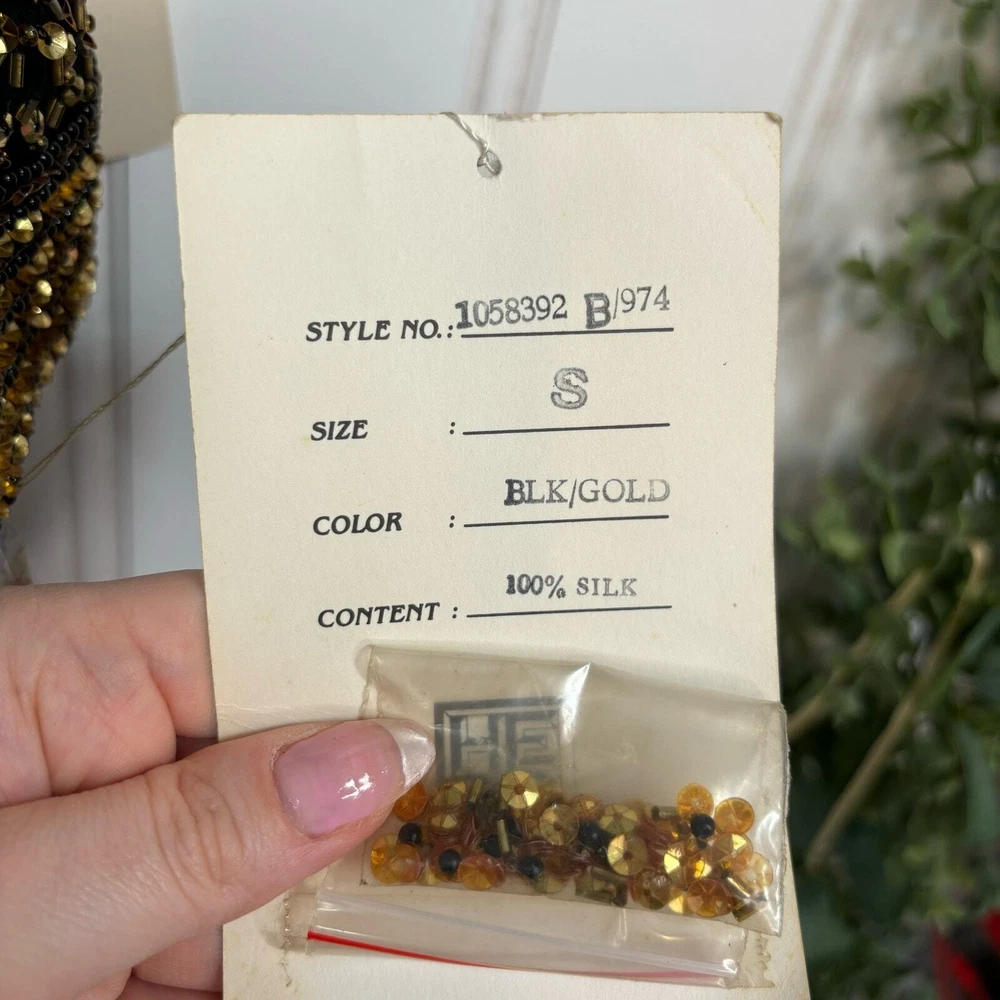 STYLE NO.: 1058392 B/974
SIZE : S
COLOR : BLK/GOLD
CONTENT : 100% SILK